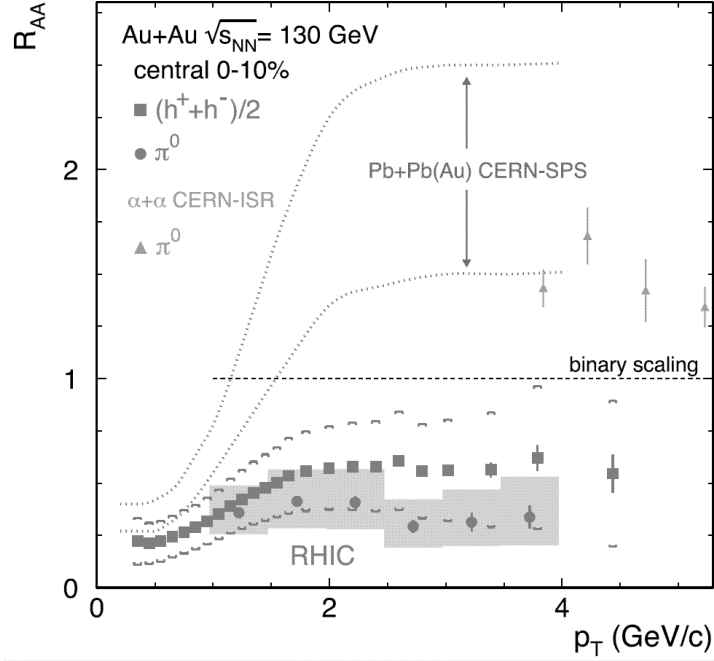 R_AA
Au+Au √s_NN = 130 GeV
central 0-10%
(h⁺+h⁻)/2
π⁰
α+α CERN-ISR
π⁰
Pb+Pb(Au) CERN-SPS
binary scaling
RHIC
2
1
0
0 2 4
p_T (GeV/c)